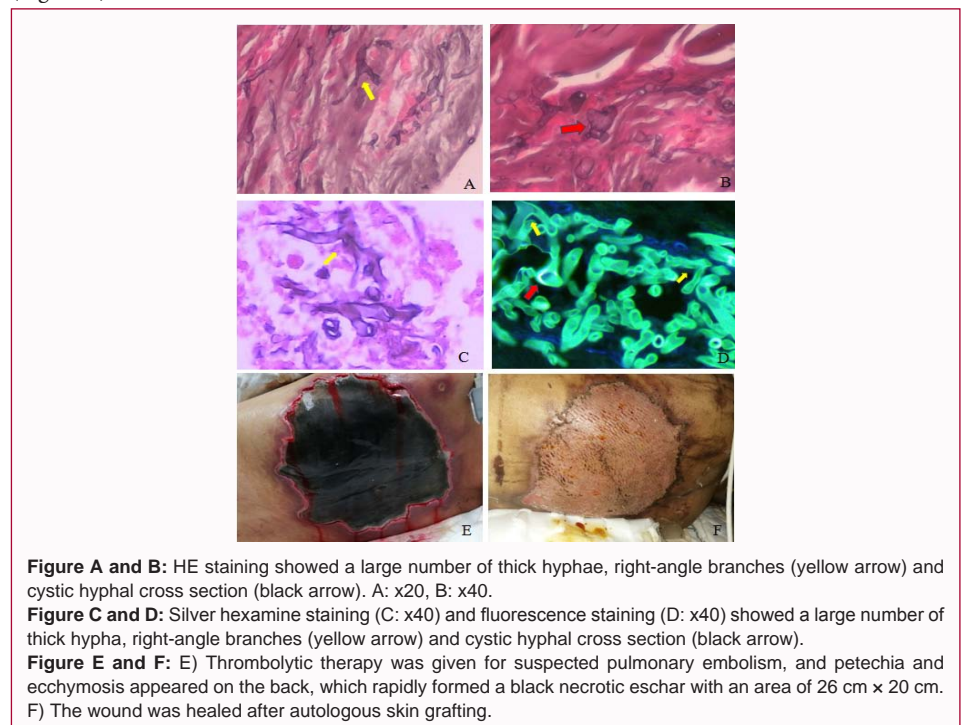 A
B
C
D
E
F
Figure A and B: HE staining showed a large number of thick hyphae, right-angle branches (yellow arrow) and
cystic hyphal cross section (black arrow). A: x20, B: x40.
Figure C and D: Silver hexamine staining (C: x40) and fluorescence staining (D: x40) showed a large number of
thick hypha, right-angle branches (yellow arrow) and cystic hyphal cross section (black arrow).
Figure E and F: E) Thrombolytic therapy was given for suspected pulmonary embolism, and petechia and
ecchymosis appeared on the back, which rapidly formed a black necrotic eschar with an area of 26 cm × 20 cm.
F) The wound was healed after autologous skin grafting.